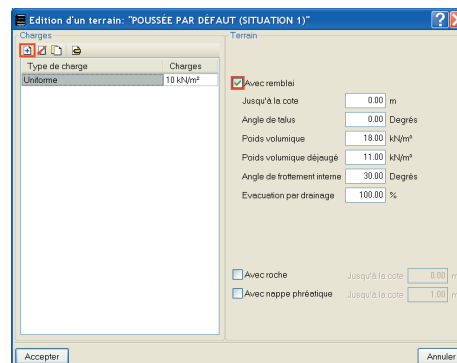 Edition d'un terrain: "POUSSÉE PAR DÉFAUT (SITUATION 1)"
Charges
Type de charge Charges
Uniforme 10 kN/m²
Terrain
Avec remblai
Jusqu'à la cote 0.00 m
Angle de talus 0.00 Degrés
Poids volumique 18.00 kN/m³
Poids volumique déjaugé 11.00 kN/m³
Angle de frottement interne 30.00 Degrés
Evacuation par drainage 100.00 %
Avec roche Jusqu'à la cote 0.00 m
Avec nappe phréatique Jusqu'à la cote 1.00 m
Accepter
Annuler